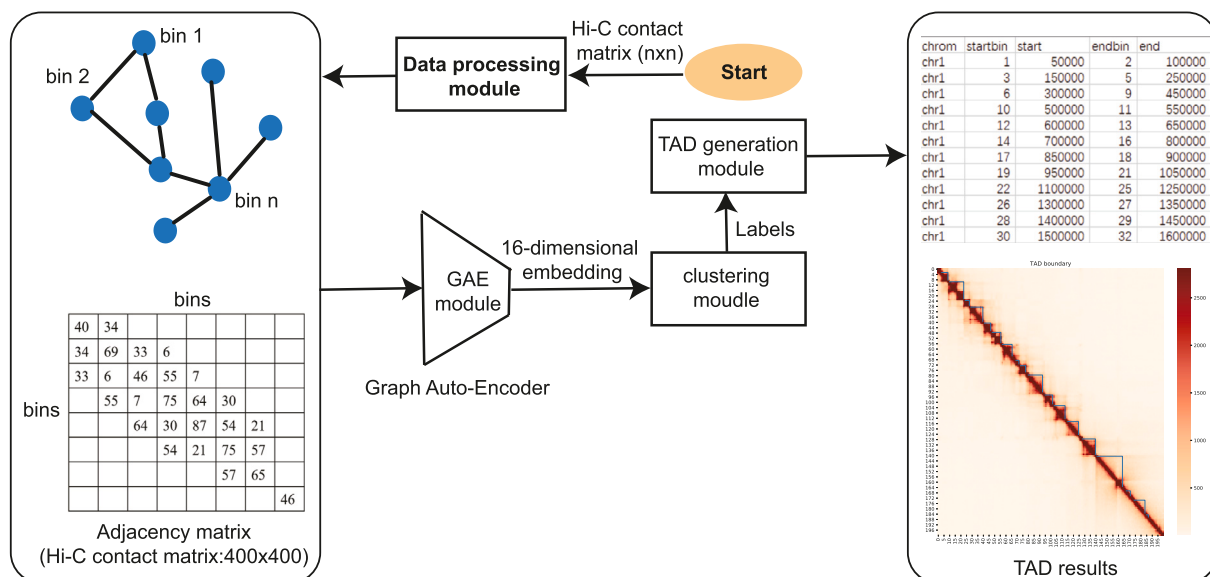 bin 1
bin 2
bin n
bins
bins
40 34
34 69 33 6
33 6 46 55 7
55 7 75 64 30
64 30 87 54 21
54 21 75 57
57 65
46
Adjacency matrix
(Hi-C contact matrix:400x400)
Data processing
module
Hi-C contact
matrix (nxn)
Start
GAE
module
Graph Auto-Encoder
16-dimensional
embedding
clustering
moudle
Labels
TAD generation
module
chrom startbin start endbin end
chr1 1 50000 2 100000
chr1 3 150000 5 250000
chr1 6 300000 9 450000
chr1 10 500000 11 550000
chr1 12 600000 13 650000
chr1 14 700000 16 800000
chr1 17 850000 18 900000
chr1 19 950000 21 1050000
chr1 22 1100000 25 1250000
chr1 26 1300000 27 1350000
chr1 28 1400000 29 1450000
chr1 30 1500000 32 1600000
TAD boundary
2500
2000
1500
1000
500
TAD results